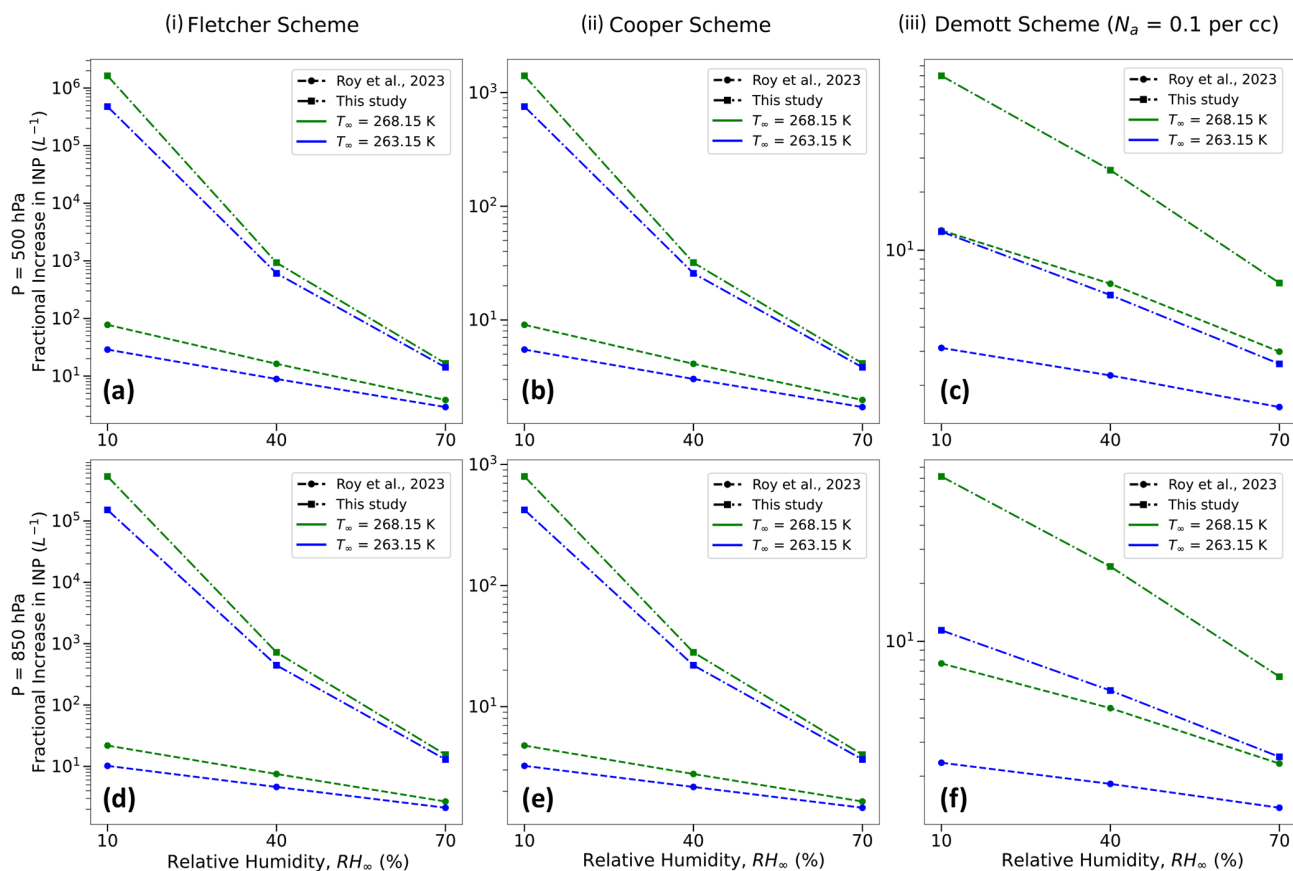 (i) Fletcher Scheme
(ii) Cooper Scheme
(iii) Demott Scheme (Nₐ = 0.1 per cc)
P = 500 hPa
Fractional Increase in INP (L⁻¹)
10⁶
10⁵
10⁴
10³
10²
10¹
Roy et al., 2023
This study
T∞ = 268.15 K
T∞ = 263.15 K
(a)
10
40
70
10³
10²
10¹
Roy et al., 2023
This study
T∞ = 268.15 K
T∞ = 263.15 K
(b)
10
40
70
10¹
Roy et al., 2023
This study
T∞ = 268.15 K
T∞ = 263.15 K
(c)
10
40
70
P = 850 hPa
Fractional Increase in INP (L⁻¹)
10⁵
10⁴
10³
10²
10¹
Roy et al., 2023
This study
T∞ = 268.15 K
T∞ = 263.15 K
(d)
10
40
70
Relative Humidity, RH∞ (%)
10³
10²
10¹
Roy et al., 2023
This study
T∞ = 268.15 K
T∞ = 263.15 K
(e)
10
40
70
Relative Humidity, RH∞ (%)
10¹
Roy et al., 2023
This study
T∞ = 268.15 K
T∞ = 263.15 K
(f)
10
40
70
Relative Humidity, RH∞ (%)